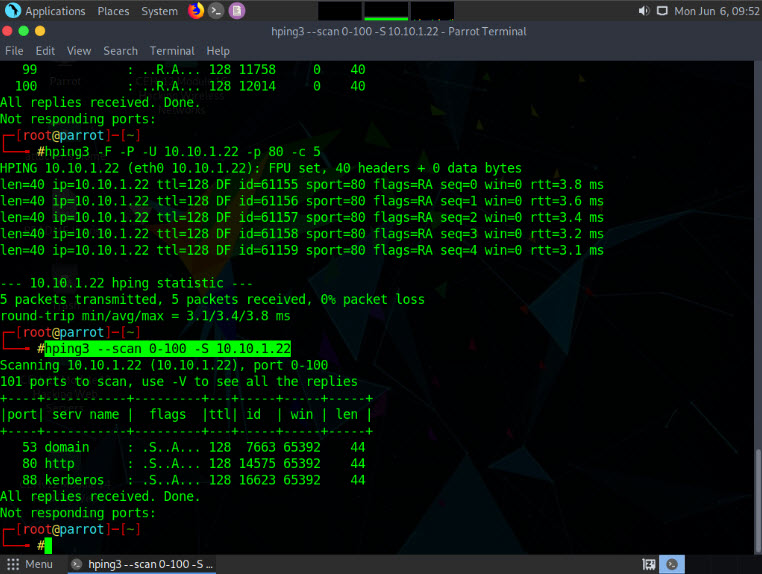 Applications Places System Mon Jun 6, 09:52
hping3 --scan 0-100 -S 10.10.1.22 - Parrot Terminal
File Edit View Search Terminal Help
99 : ..R.A... 128 11758 0 40
100 : ..R.A... 128 12014 0 40
All replies received. Done.
Not responding ports:
┌─[root@parrot]─[~]
└──╼ #hping3 -F -P -U 10.10.1.22 -p 80 -c 5
HPING 10.10.1.22 (eth0 10.10.1.22): FPU set, 40 headers + 0 data bytes
len=40 ip=10.10.1.22 ttl=128 DF id=61155 sport=80 flags=RA seq=0 win=0 rtt=3.8 ms
len=40 ip=10.10.1.22 ttl=128 DF id=61156 sport=80 flags=RA seq=1 win=0 rtt=3.6 ms
len=40 ip=10.10.1.22 ttl=128 DF id=61157 sport=80 flags=RA seq=2 win=0 rtt=3.4 ms
len=40 ip=10.10.1.22 ttl=128 DF id=61158 sport=80 flags=RA seq=3 win=0 rtt=3.2 ms
len=40 ip=10.10.1.22 ttl=128 DF id=61159 sport=80 flags=RA seq=4 win=0 rtt=3.1 ms
--- 10.10.1.22 hping statistic ---
5 packets transmitted, 5 packets received, 0% packet loss
round-trip min/avg/max = 3.1/3.4/3.8 ms
┌─[root@parrot]─[~]
└──╼ #hping3 --scan 0-100 -S 10.10.1.22
Scanning 10.10.1.22 (10.10.1.22), port 0-100
101 ports to scan, use -V to see all the replies
+----+-----------+---------+---+-----+-----+-----+
|port| serv name |  flags  |ttl| id  | win | len |
+----+-----------+---------+---+-----+-----+-----+
53 domain : .S..A... 128 7663 65392 44
80 http : .S..A... 128 14575 65392 44
88 kerberos : .S..A... 128 16623 65392 44
All replies received. Done.
Not responding ports:
┌─[root@parrot]─[~]
└──╼ #
Menu hping3 --scan 0-100 -S ...